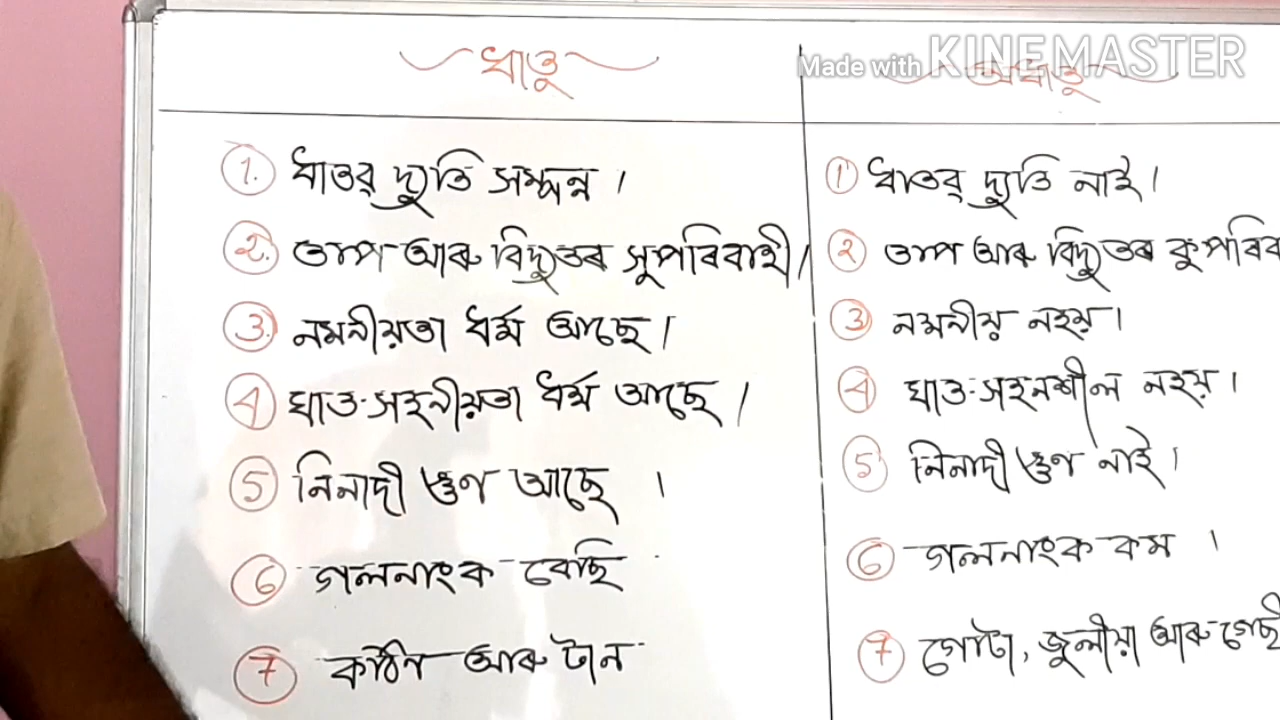 ধাতু
Made with KINEMASTER
অধাতু
1. ধাতৱ দ্যুতি সম্পন্ন ।
2. তাপ আৰু বিদ্যুতৰ সুপৰিবাহী।
3. নমনীয়তা ধৰ্ম আছে।
4 ঘাত-সহনীয়তা ধৰ্ম আছে ।
5 নিনাদী গুণ আছে ।
6 গলনাংক বেছি
7 কঠিন আৰু টান
1 ধাতৱ দ্যুতি নাই।
2 তাপ আৰু বিদ্যুতৰ কুপৰিব
3 নমনীয় নহয়।
4 ঘাত-সহনশীল নহয়।
5 নিনাদী গুণ নাই।
6 গলনাংক কম ।
7 গোটা, জুলীয়া আৰু গেছী